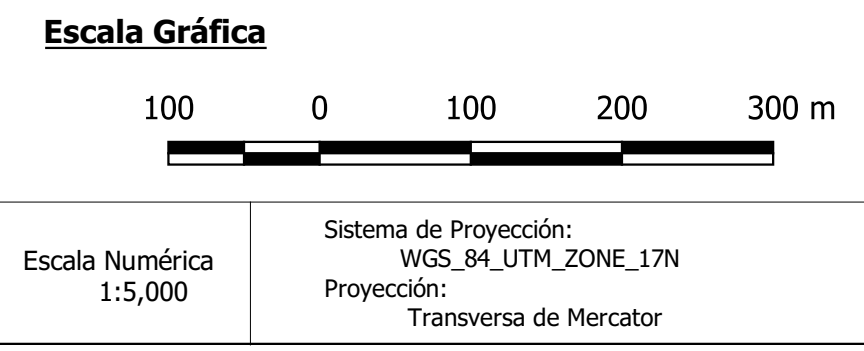 Escala Gráfica
100 0 100 200 300 m
Escala Numérica
1:5,000
Sistema de Proyección:
WGS_84_UTM_ZONE_17N
Proyección:
Transversa de Mercator